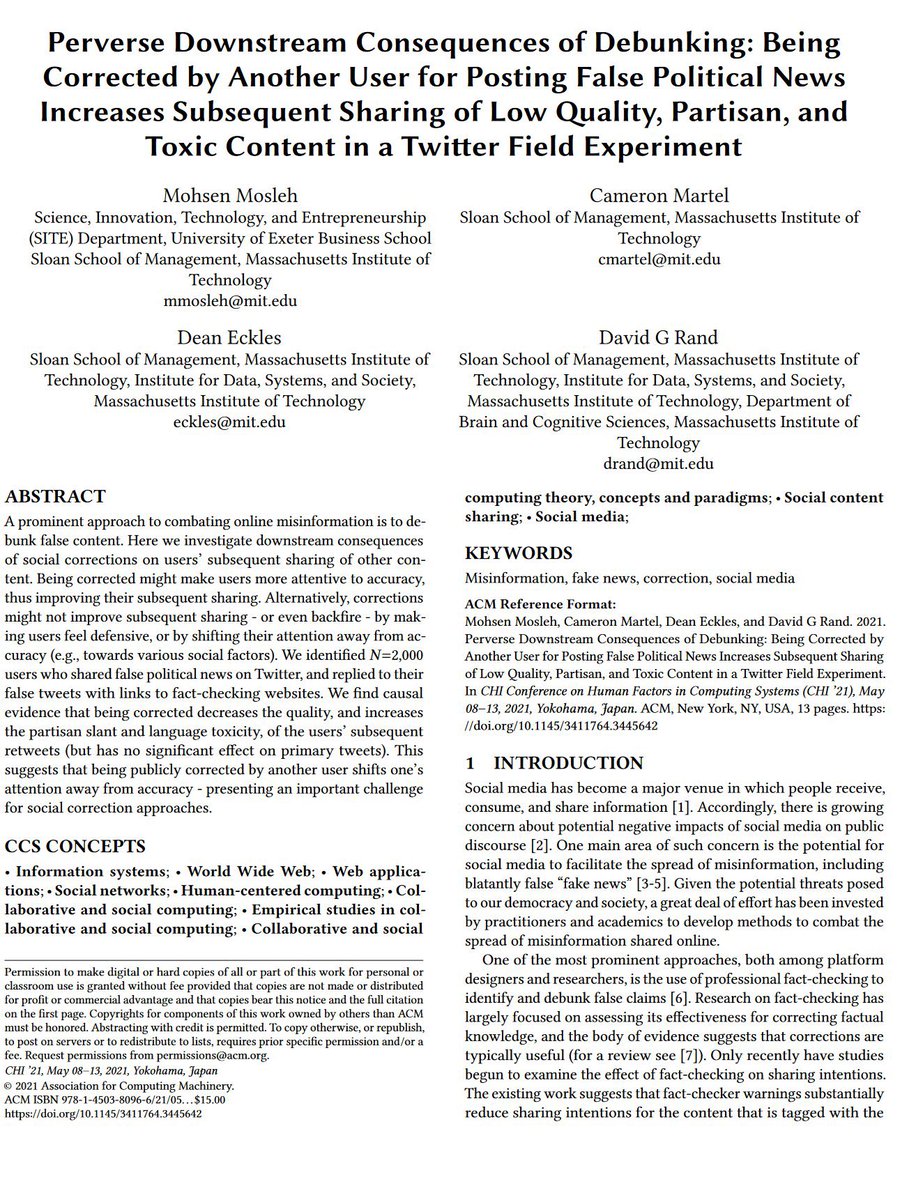 Perverse Downstream Consequences of Debunking: Being
Corrected by Another User for Posting False Political News
Increases Subsequent Sharing of Low Quality, Partisan, and
Toxic Content in a Twitter Field Experiment
Mohsen Mosleh
Science, Innovation, Technology, and Entrepreneurship
(SITE) Department, University of Exeter Business School
Sloan School of Management, Massachusetts Institute of
Technology
mmosleh@mit.edu
Cameron Martel
Sloan School of Management, Massachusetts Institute of
Technology
cmartel@mit.edu
Dean Eckles
Sloan School of Management, Massachusetts Institute of
Technology, Institute for Data, Systems, and Society,
Massachusetts Institute of Technology
eckles@mit.edu
David G Rand
Sloan School of Management, Massachusetts Institute of
Technology, Institute for Data, Systems, and Society,
Massachusetts Institute of Technology, Department of
Brain and Cognitive Sciences, Massachusetts Institute of
Technology
drand@mit.edu
ABSTRACT
A prominent approach to combating online misinformation is to de-
bunk false content. Here we investigate downstream consequences
of social corrections on users' subsequent sharing of other con-
tent. Being corrected might make users more attentive to accuracy,
thus improving their subsequent sharing. Alternatively, corrections
might not improve subsequent sharing - or even backfire - by mak-
ing users feel defensive, or by shifting their attention away from ac-
curacy (e.g., towards various social factors). We identified N=2,000
users who shared false political news on Twitter, and replied to their
false tweets with links to fact-checking websites. We find causal
evidence that being corrected decreases the quality, and increases
the partisan slant and language toxicity, of the users' subsequent
retweets (but has no significant effect on primary tweets). This
suggests that being publicly corrected by another user shifts one's
attention away from accuracy - presenting an important challenge
for social correction approaches.
CCS CONCEPTS
• Information systems; • World Wide Web; • Web applica-
tions; • Social networks; • Human-centered computing; • Col-
laborative and social computing; • Empirical studies in col-
laborative and social computing; • Collaborative and social
Permission to make digital or hard copies of all or part of this work for personal or
classroom use is granted without fee provided that copies are not made or distributed
for profit or commercial advantage and that copies bear this notice and the full citation
on the first page. Copyrights for components of this work owned by others than ACM
must be honored. Abstracting with credit is permitted. To copy otherwise, or republish,
to post on servers or to redistribute to lists, requires prior specific permission and/or a
fee. Request permissions from permissions@acm.org.
CHI '21, May 08–13, 2021, Yokohama, Japan
© 2021 Association for Computing Machinery.
ACM ISBN 978-1-4503-8096-6/21/05...$15.00
https://doi.org/10.1145/3411764.3445642
computing theory, concepts and paradigms; • Social content
sharing; • Social media;
KEYWORDS
Misinformation, fake news, correction, social media
ACM Reference Format:
Mohsen Mosleh, Cameron Martel, Dean Eckles, and David G Rand. 2021.
Perverse Downstream Consequences of Debunking: Being Corrected by
Another User for Posting False Political News Increases Subsequent Sharing
of Low Quality, Partisan, and Toxic Content in a Twitter Field Experiment.
In CHI Conference on Human Factors in Computing Systems (CHI '21), May
08–13, 2021, Yokohama, Japan. ACM, New York, NY, USA, 13 pages. https:
//doi.org/10.1145/3411764.3445642
1 INTRODUCTION
Social media has become a major venue in which people receive,
consume, and share information [1]. Accordingly, there is growing
concern about potential negative impacts of social media on public
discourse [2]. One main area of such concern is the potential for
social media to facilitate the spread of misinformation, including
blatantly false “fake news” [3-5]. Given the potential threats posed
to our democracy and society, a great deal of effort has been invested
by practitioners and academics to develop methods to combat the
spread of misinformation shared online.
One of the most prominent approaches, both among platform
designers and researchers, is the use of professional fact-checking to
identify and debunk false claims [6]. Research on fact-checking has
largely focused on assessing its effectiveness for correcting factual
knowledge, and the body of evidence suggests that corrections are
typically useful (for a review see [7]). Only recently have studies
begun to examine the effect of fact-checking on sharing intentions.
The existing work suggests that fact-checker warnings substantially
reduce sharing intentions for the content that is tagged with the